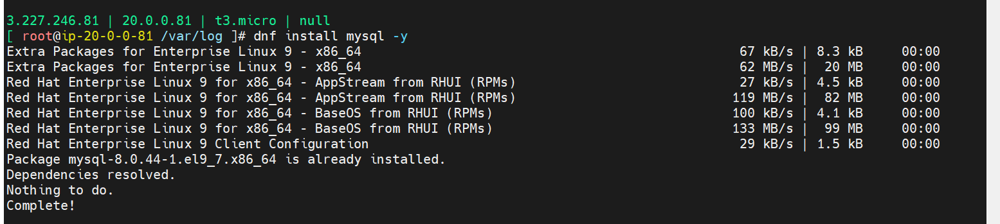 3.227.246.81 | 20.0.0.81 | t3.micro | null
[ root@ip-20-0-0-81 /var/log ]# dnf install mysql -y
Extra Packages for Enterprise Linux 9 - x86_64 67 kB/s | 8.3 kB 00:00
Extra Packages for Enterprise Linux 9 - x86_64 62 MB/s | 20 MB 00:00
Red Hat Enterprise Linux 9 for x86_64 - AppStream from RHUI (RPMs) 27 kB/s | 4.5 kB 00:00
Red Hat Enterprise Linux 9 for x86_64 - AppStream from RHUI (RPMs) 119 MB/s | 82 MB 00:00
Red Hat Enterprise Linux 9 for x86_64 - BaseOS from RHUI (RPMs) 100 kB/s | 4.1 kB 00:00
Red Hat Enterprise Linux 9 for x86_64 - BaseOS from RHUI (RPMs) 133 MB/s | 99 MB 00:00
Red Hat Enterprise Linux 9 Client Configuration 29 kB/s | 1.5 kB 00:00
Package mysql-8.0.44-1.el9_7.x86_64 is already installed.
Dependencies resolved.
Nothing to do.
Complete!